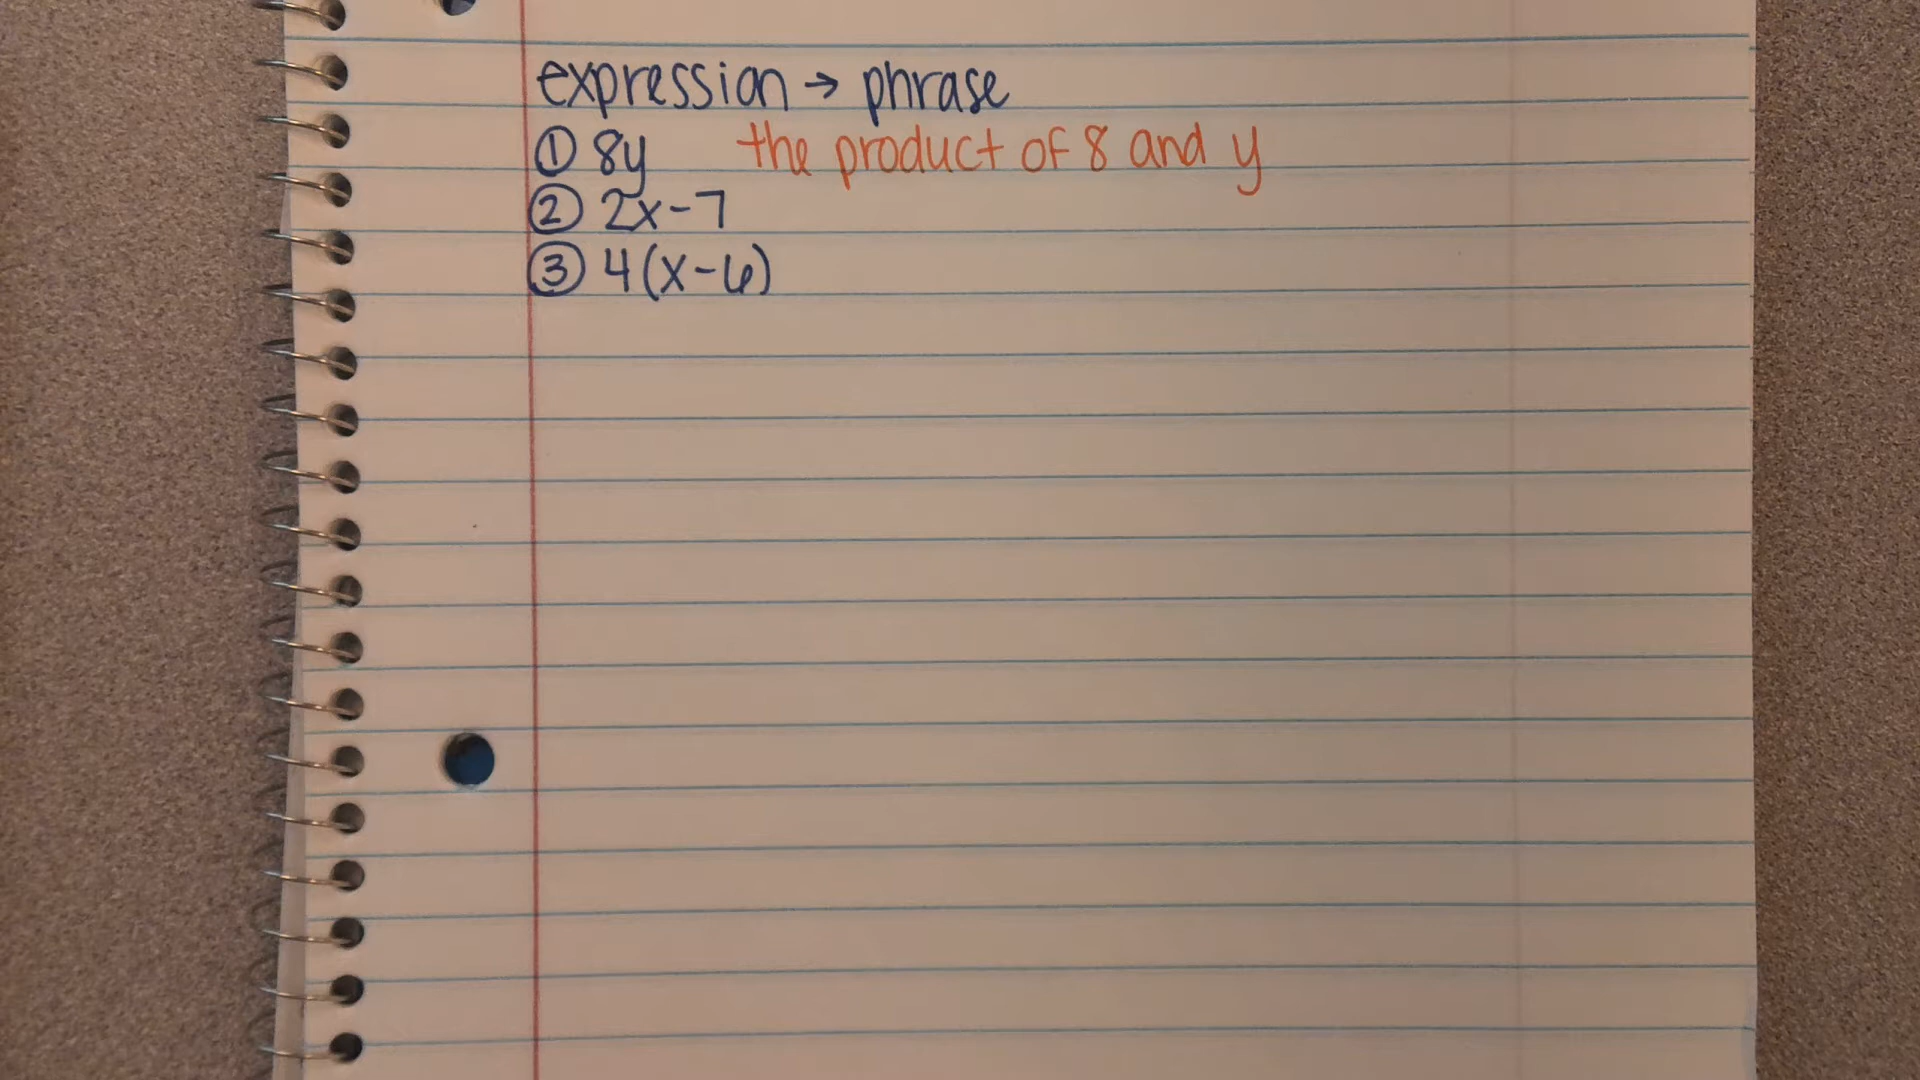 expression → phrase
① 8y the product of 8 and y
② 2x-7
③ 4(x-6)